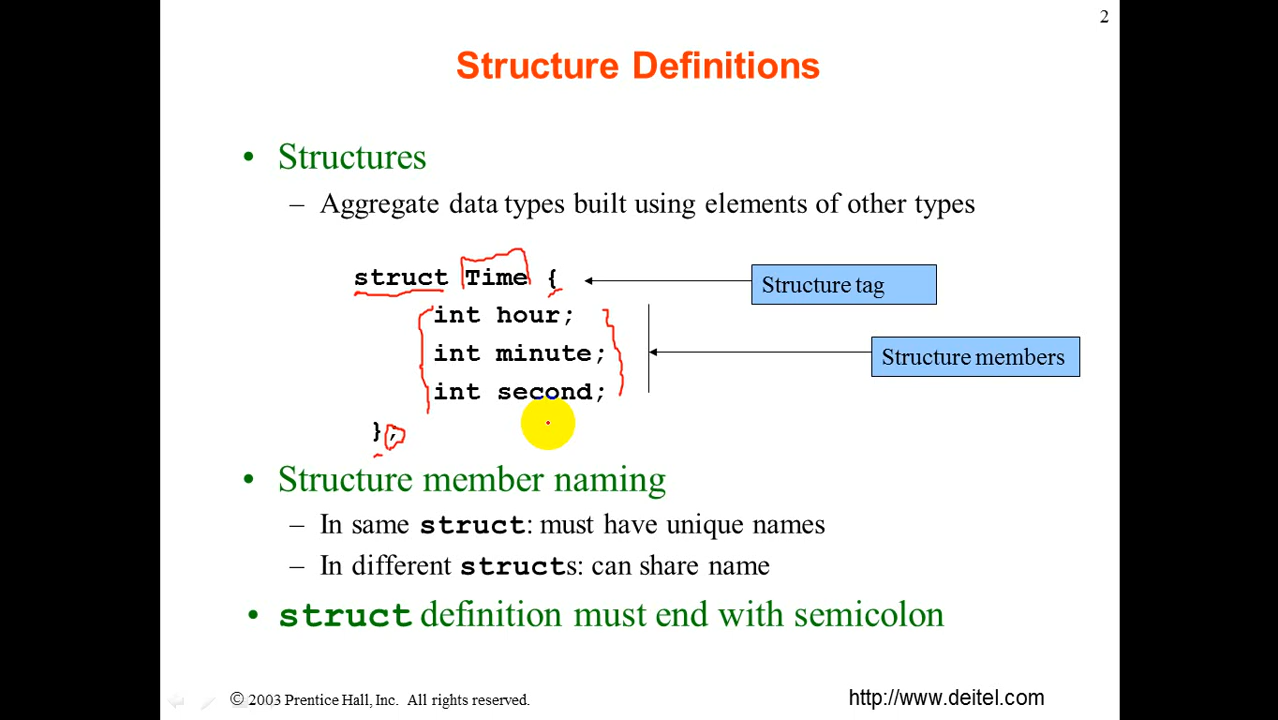 2
Structure Definitions
• Structures
– Aggregate data types built using elements of other types
struct Time {
Structure tag
int hour;
int minute;
Structure members
int second;
};
• Structure member naming
– In same struct: must have unique names
– In different structs: can share name
• struct definition must end with semicolon
© 2003 Prentice Hall, Inc. All rights reserved.
http://www.deitel.com